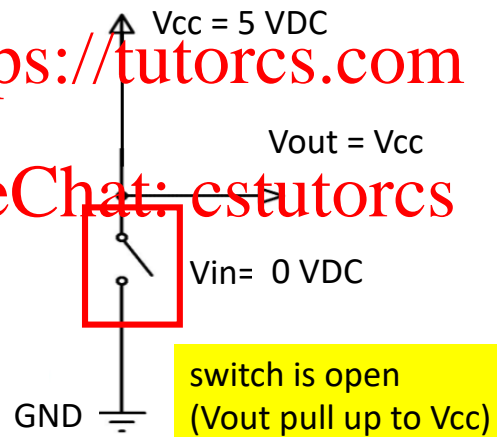 Vcc = 5 VDC
ps://tutorcs.com
Vout = Vcc
eChat: cstutorcs
Vin= 0 VDC
switch is open
(Vout pull up to Vcc)
GND